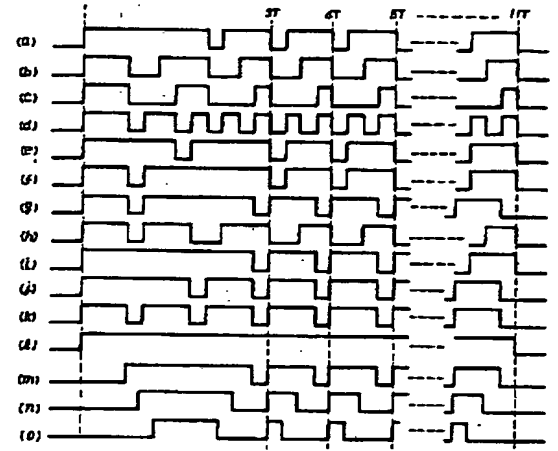 3T 4T 5T 11T
(a)
(b)
(c)
(d)
(e)
(f)
(g)
(h)
(i)
(j)
(k)
(l)
(m)
(n)
(o)